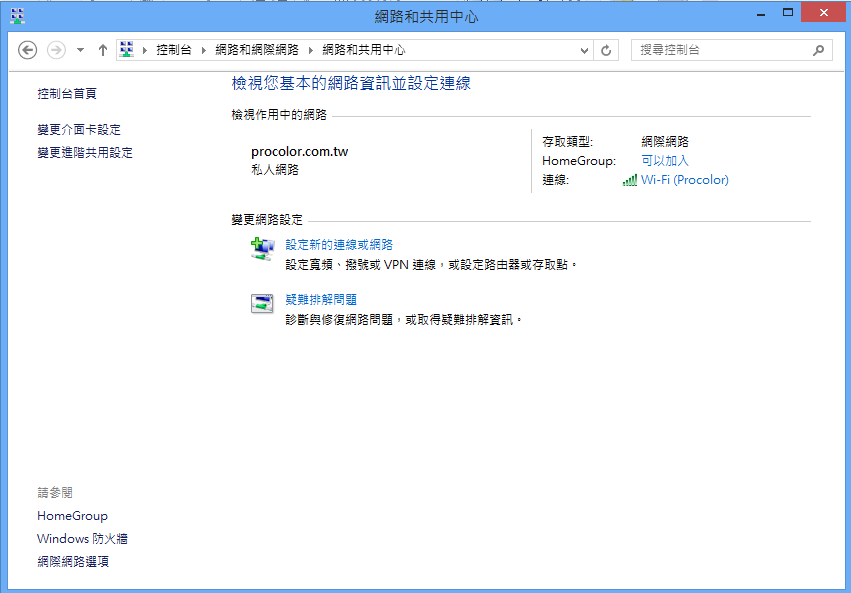 網路和共用中心
控制台 網路和網際網路 網路和共用中心
搜尋控制台
控制台首頁
變更介面卡設定
變更進階共用設定
檢視您基本的網路資訊並設定連線
檢視作用中的網路
procolor.com.tw
私人網路
存取類型: 網際網路
HomeGroup: 可以加入
連線: Wi-Fi (Procolor)
變更網路設定
設定新的連線或網路
設定寬頻、撥號或 VPN 連線，或設定路由器或存取點。
疑難排解問題
診斷與修復網路問題，或取得疑難排解資訊。
請參閱
HomeGroup
Windows 防火牆
網際網路選項